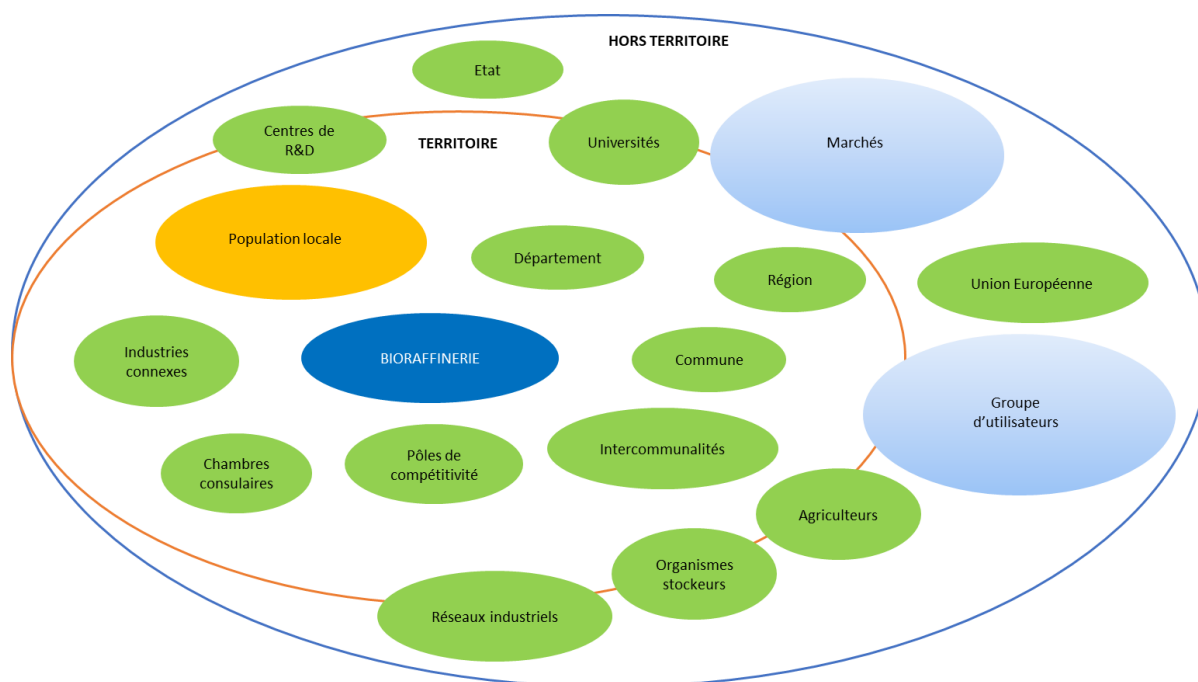 HORS TERRITOIRE
Etat
Centres de
R&D
TERRITOIRE
Universités
Marchés
Population locale
Département
Région
Union Européenne
Industries
connexes
BIORAFFINERIE
Commune
Groupe
d’utilisateurs
Chambres
consulaires
Pôles de
compétitivité
Intercommunalités
Agriculteurs
Organismes
stockeurs
Réseaux industriels